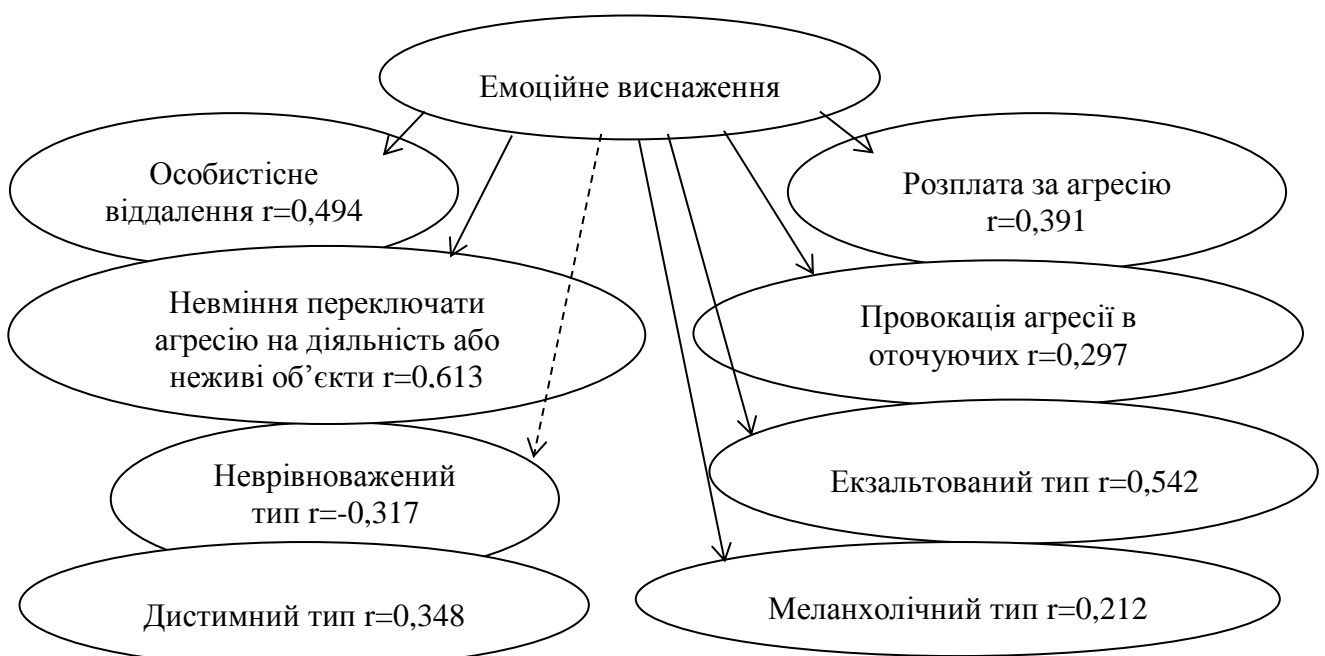 Емоційне виснаження
Особистісне
віддалення r=0,494
Розплата за агресію
r=0,391
Невміння переключати
агресію на діяльність або
неживі об’єкти r=0,613
Провокація агресії в
оточуючих r=0,297
Неврівноважений
тип r=-0,317
Екзальтований тип r=0,542
Дистимний тип r=0,348
Меланхолічний тип r=0,212